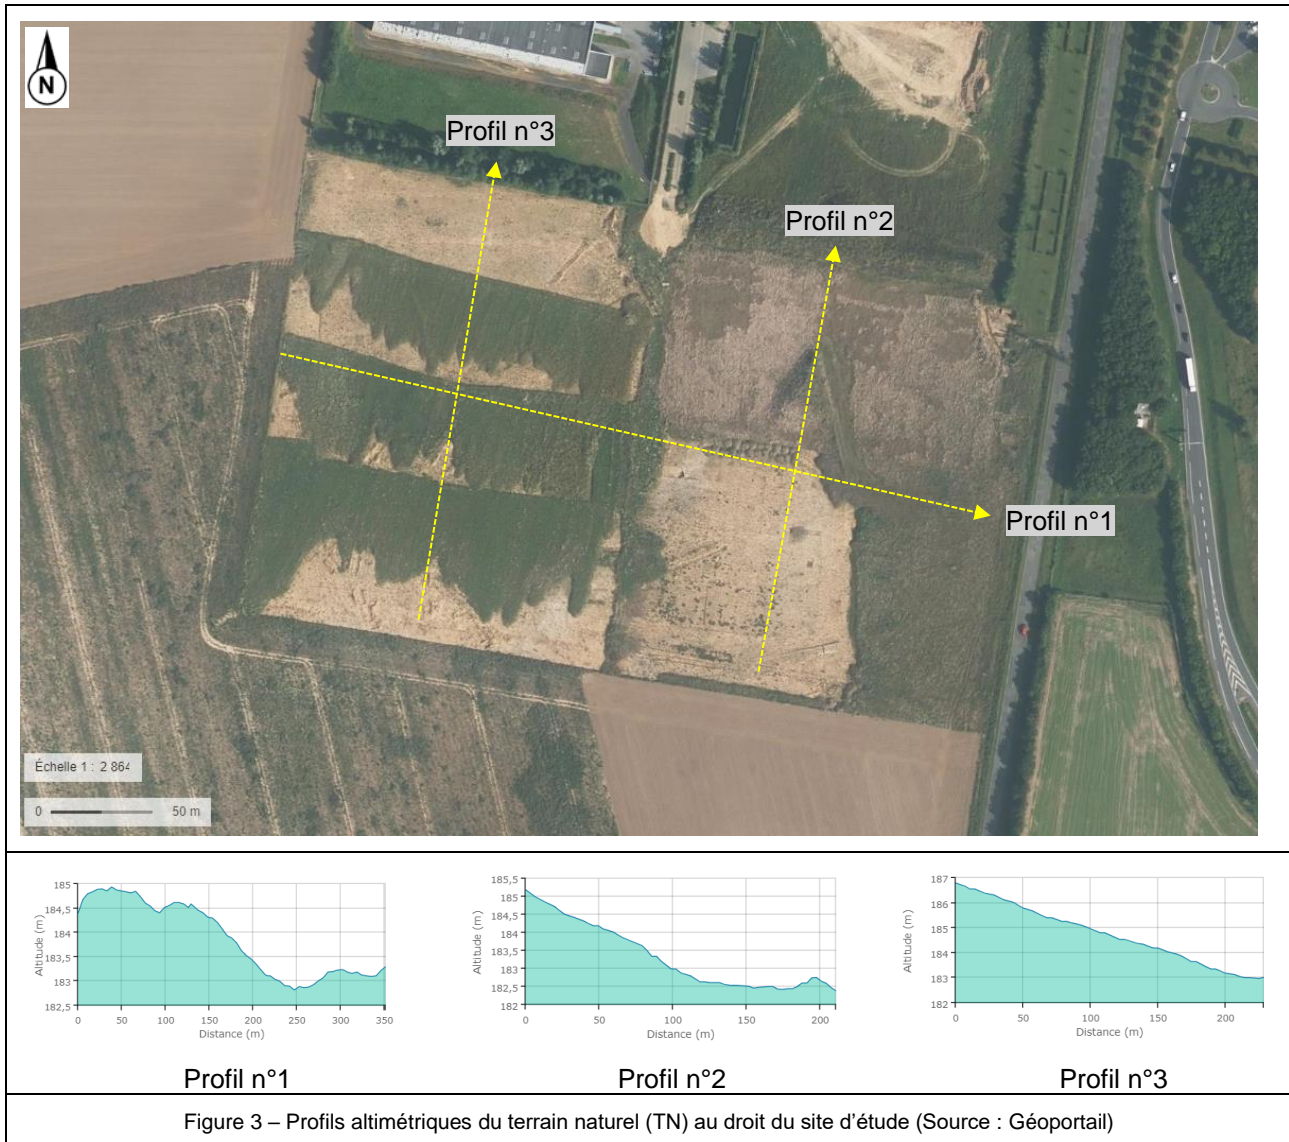 N
Profil n°3
Profil n°2
Profil n°1
Échelle 1 : 2 864
0 50 m
185
184,5
184
183,5
183
182,5
Altitude (m)
0 50 100 150 200 250 300 350
Distance (m)
Profil n°1
185,5
185
184,5
184
183,5
183
182,5
182
Altitude (m)
0 50 100 150 200
Distance (m)
Profil n°2
187
186
185
184
183
182
Altitude (m)
0 50 100 150 200
Distance (m)
Profil n°3
Figure 3 – Profils altimétriques du terrain naturel (TN) au droit du site d'étude (Source : Géoportail)